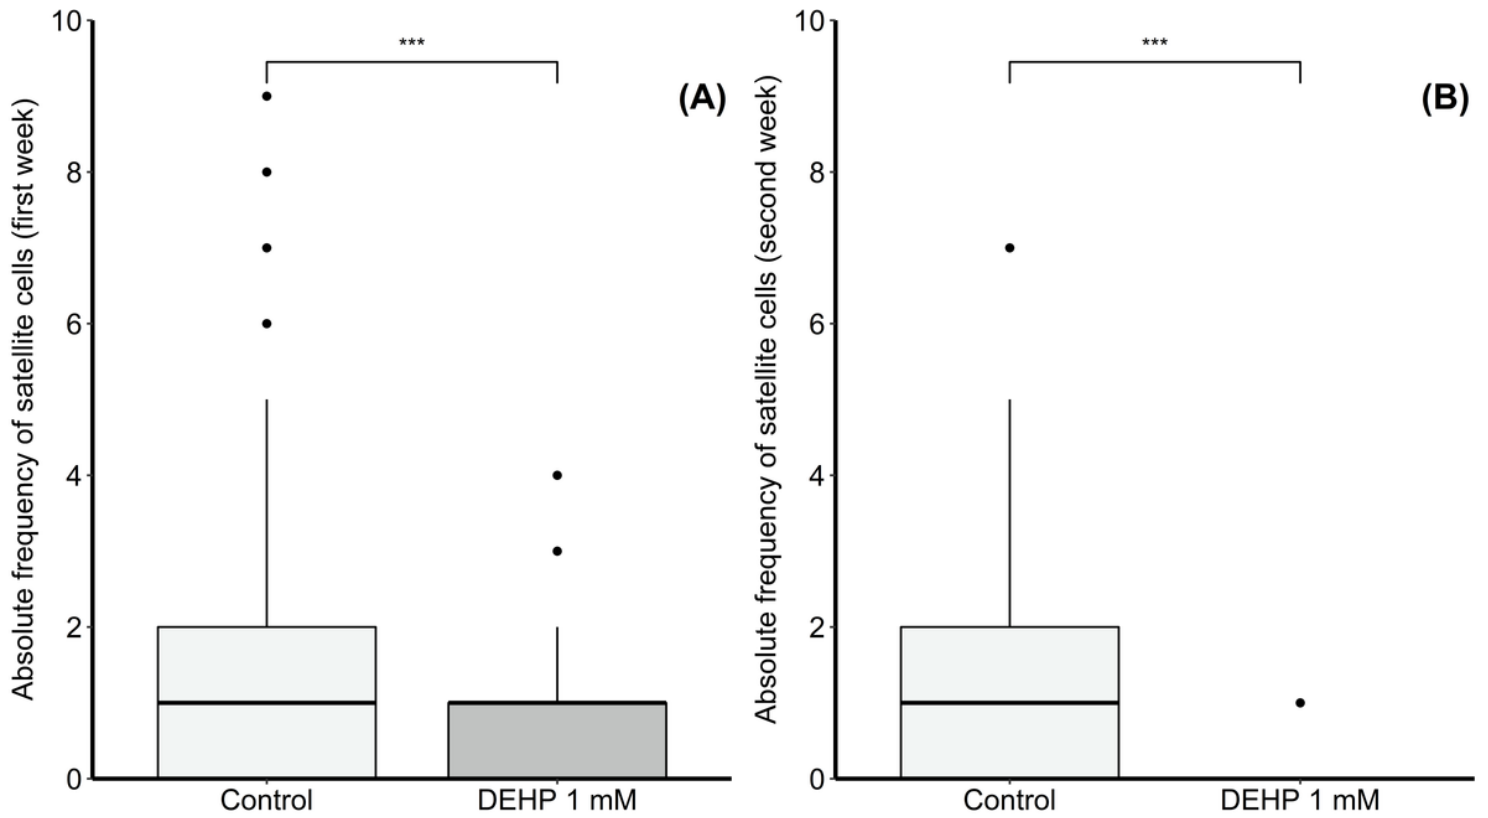 Absolute frequency of satellite cells (first week)
10
8
6
4
2
0
***
(A)
Control
DEHP 1 mM
Absolute frequency of satellite cells (second week)
10
8
6
4
2
0
***
(B)
Control
DEHP 1 mM